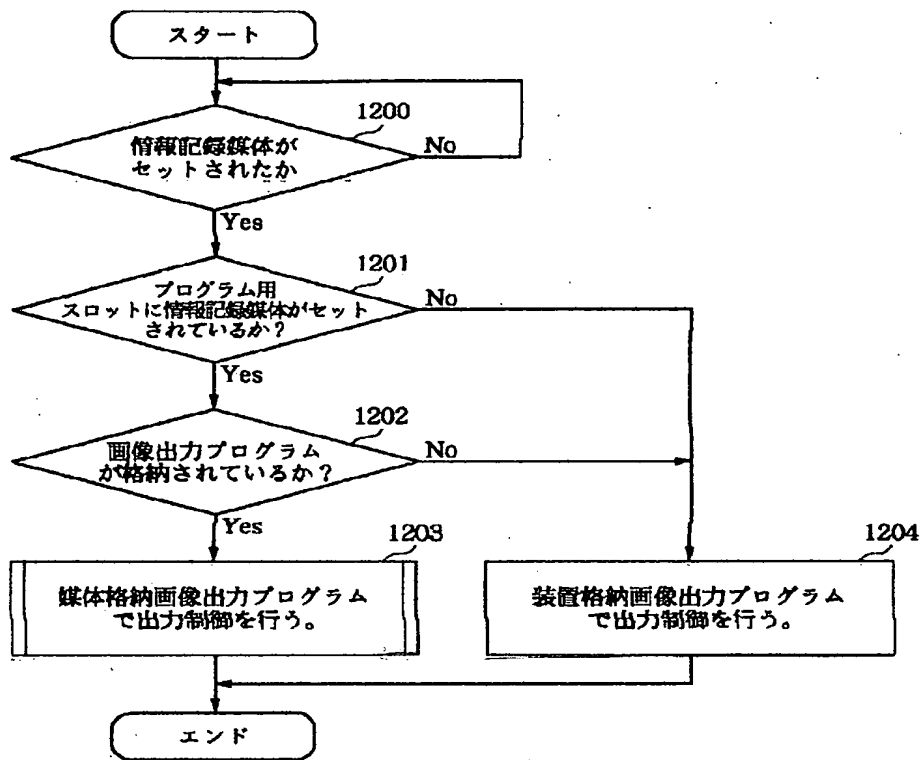 スタート
1200
情報記録媒体が
セットされたか
No
Yes
1201
プログラム用
スロットに情報記録媒体がセット
されているか?
No
Yes
1202
画像出力プログラム
が格納されているか?
No
Yes
1203
媒体格納画像出力プログラム
で出力制御を行う。
1204
装置格納画像出力プログラム
で出力制御を行う。
エンド